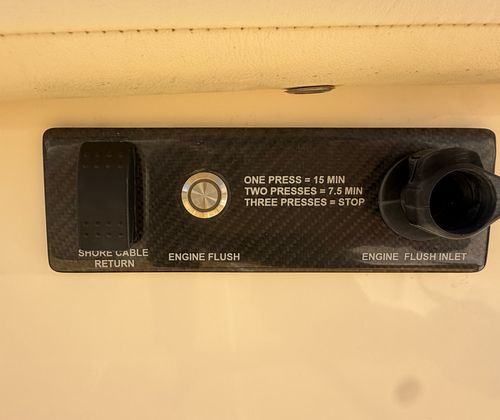 SHORE CABLE
RETURN
ENGINE FLUSH
ONE PRESS = 15 MIN
TWO PRESSES = 7.5 MIN
THREE PRESSES = STOP
ENGINE FLUSH INLET